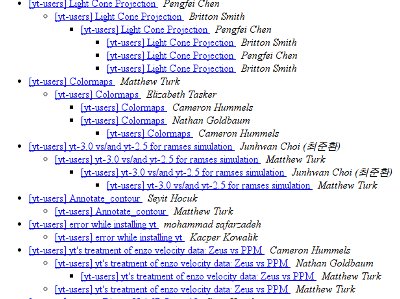 [yt-users] Light Cone Projection Pengfei Chen
[yt-users] Light Cone Projection Britton Smith
[yt-users] Light Cone Projection Pengfei Chen
[yt-users] Light Cone Projection Britton Smith
[yt-users] Light Cone Projection Pengfei Chen
[yt-users] Light Cone Projection Britton Smith
[yt-users] Colormaps Matthew Turk
[yt-users] Colormaps Elizabeth Tasker
[yt-users] Colormaps Cameron Hummels
[yt-users] Colormaps Nathan Goldbaum
[yt-users] Colormaps Cameron Hummels
[yt-users] yt-3.0 vs/and yt-2.5 for ramses simulation Junhwan Choi (최준환)
[yt-users] yt-3.0 vs/and yt-2.5 for ramses simulation Matthew Turk
[yt-users] yt-3.0 vs/and yt-2.5 for ramses simulation Junhwan Choi (최준환)
[yt-users] yt-3.0 vs/and yt-2.5 for ramses simulation Matthew Turk
[yt-users] Annotate_contour Seyit Hocuk
[yt-users] Annotate_contour Matthew Turk
[yt-users] error while installing yt mohammad safarzadeh
[yt-users] error while installing yt Kacper Kowalik
[yt-users] yt's treatment of enzo velocity data: Zeus vs PPM Cameron Hummels
[yt-users] yt's treatment of enzo velocity data: Zeus vs PPM Nathan Goldbaum
[yt-users] yt's treatment of enzo velocity data: Zeus vs PPM Matthew Turk
[yt-users] yt's treatment of enzo velocity data: Zeus vs PPM Matthew Turk